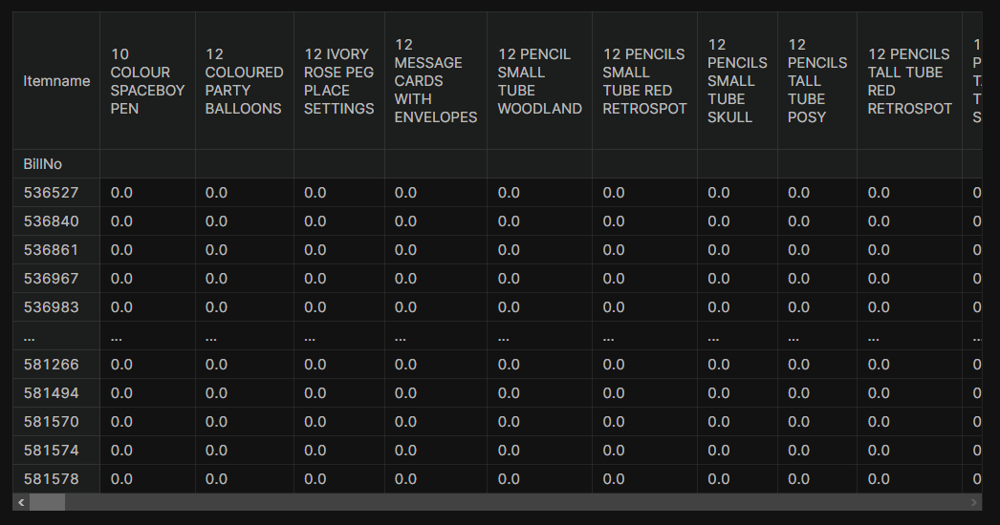 Itemname 10 COLOUR SPACEBOY PEN 12 COLOURED PARTY BALLOONS 12 IVORY ROSE PEG PLACE SETTINGS 12 MESSAGE CARDS WITH ENVELOPES 12 PENCIL SMALL TUBE WOODLAND 12 PENCILS SMALL TUBE RED RETROSPOT 12 PENCILS SMALL TUBE SKULL 12 PENCILS TALL TUBE POSY 12 PENCILS TALL TUBE RED RETROSPOT
BillNo
536527 0.0 0.0 0.0 0.0 0.0 0.0 0.0 0.0 0.0
536840 0.0 0.0 0.0 0.0 0.0 0.0 0.0 0.0 0.0
536861 0.0 0.0 0.0 0.0 0.0 0.0 0.0 0.0 0.0
536967 0.0 0.0 0.0 0.0 0.0 0.0 0.0 0.0 0.0
536983 0.0 0.0 0.0 0.0 0.0 0.0 0.0 0.0 0.0
... ... ... ... ... ... ... ... ... ...
581266 0.0 0.0 0.0 0.0 0.0 0.0 0.0 0.0 0.0
581494 0.0 0.0 0.0 0.0 0.0 0.0 0.0 0.0 0.0
581570 0.0 0.0 0.0 0.0 0.0 0.0 0.0 0.0 0.0
581574 0.0 0.0 0.0 0.0 0.0 0.0 0.0 0.0 0.0
581578 0.0 0.0 0.0 0.0 0.0 0.0 0.0 0.0 0.0